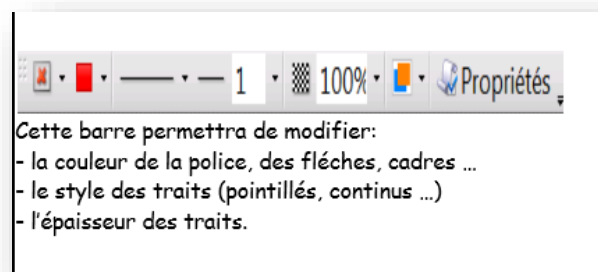 1 100% Propriétés
Cette barre permettra de modifier:
- la couleur de la police, des fléches, cadres ...
- le style des traits (pointillés, continus ...)
- l'épaisseur des traits.